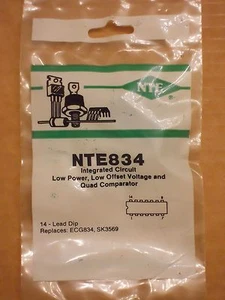 NTE
NTE834
Integrated Circuit
Low Power, Low Offset Voltage and
Quad Comparator
14 - Lead Dip
Replaces: ECG834, SK3569